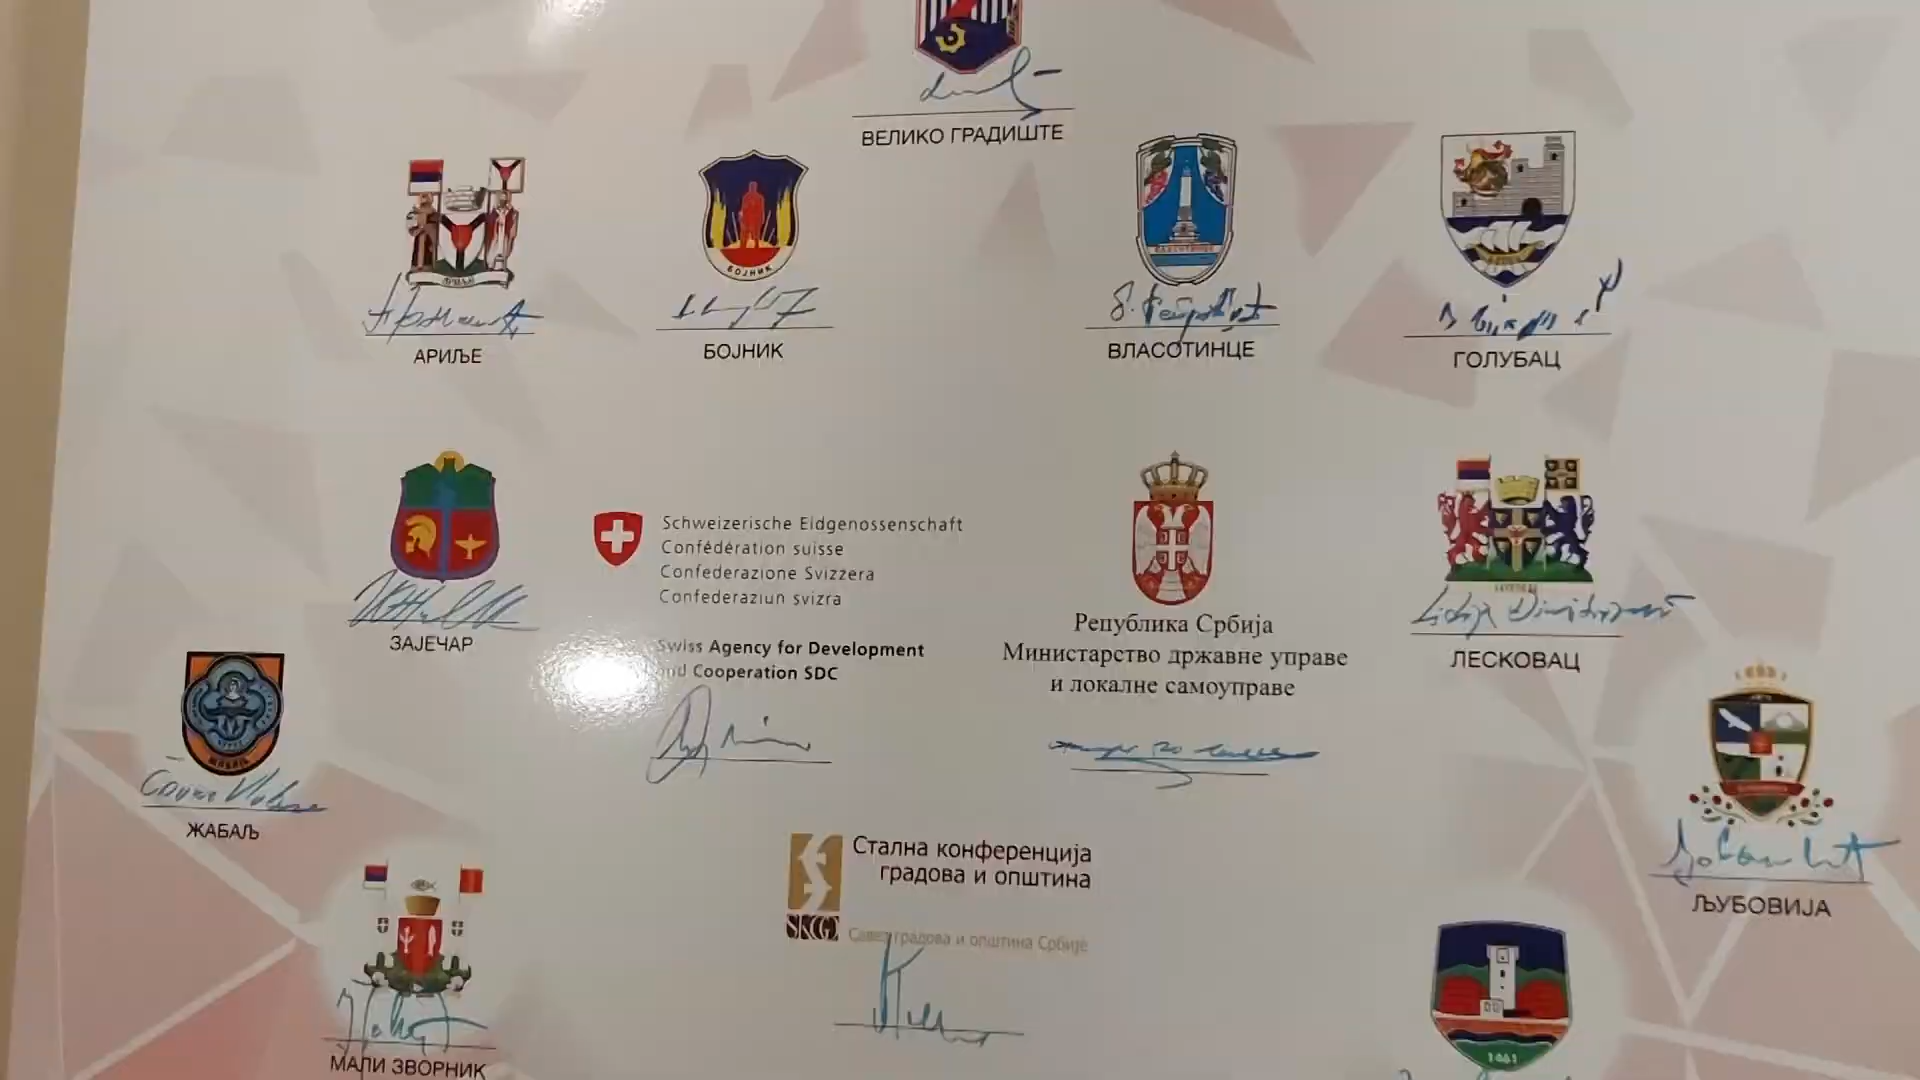 ВЕЛИКО ГРАДИШТЕ
БОЈНИК
АРИЉЕ
БОЈНИК
ВЛАСОТИНЦЕ
ГОЛУБАЦ
Schweizerische Eidgenossenschaft
Confédération suisse
Confederazione Svizzera
Confederaziun svizra
Swiss Agency for Development
and Cooperation SDC
Република Србија
Министарство државне управе
и локалне самоуправе
ЗАЈЕЧАР
ЛЕСКОВАЦ
ЖАБАЉ
Стална конференција
градова и општина
SKGO
Савез градова и општина Србије
ЉУБОВИЈА
МАЛИ ЗВОРНИК
1461